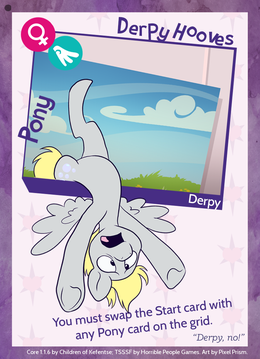 Derpy Hooves
Pony
Derpy
You must swap the Start card with
any Pony card on the grid.
“Derpy, no!”
Core 1.1.6 by Children of Kefentse; TSSSF by Horrible People Games. Art by Pixel Prism.